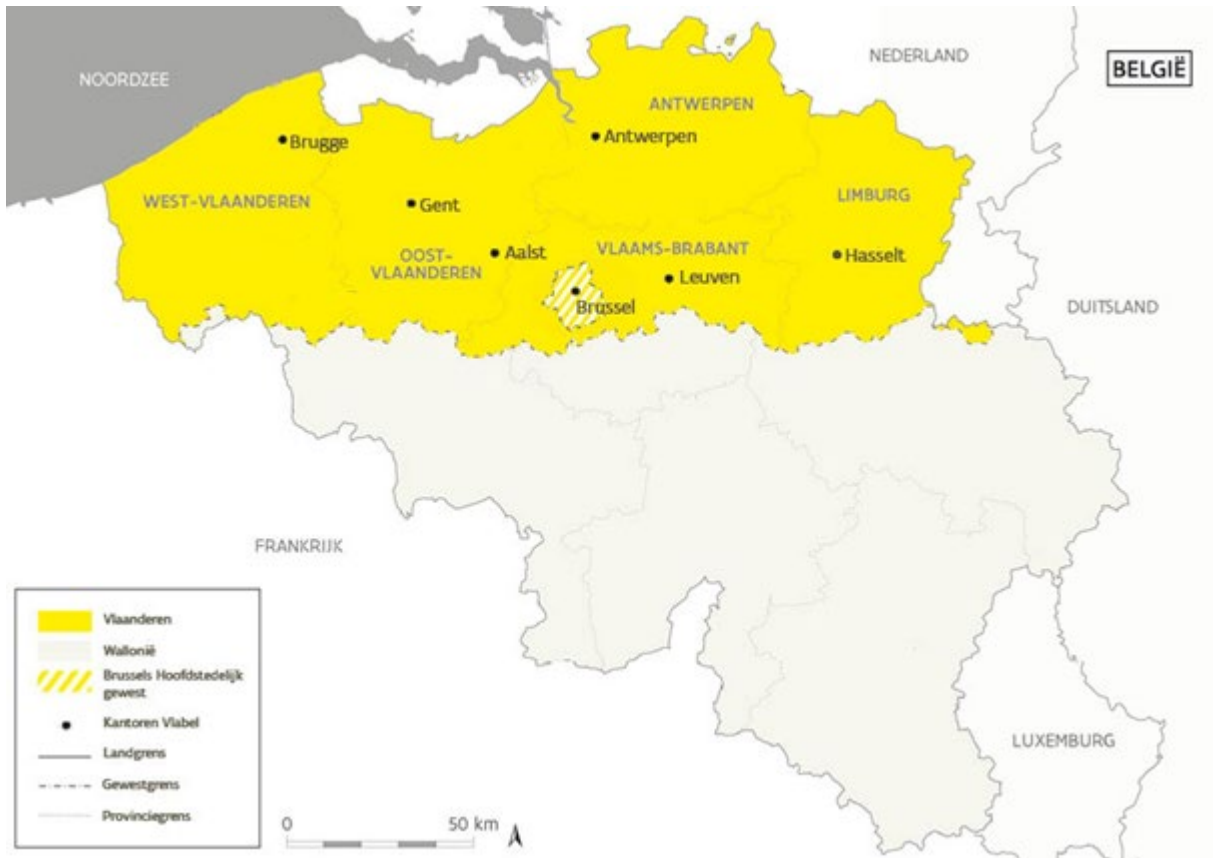 NOORDZEE
NEDERLAND
BELGIË
ANTWERPEN
Antwerpen
Brugge
WEST-VLAANDEREN
Gent
LIMBURG
OOST-
VLAANDEREN
Aalst
VLAAMS-BRABANT
Hasselt
Leuven
Brussel
DUITSLAND
FRANKRIJK
LUXEMBURG
Vlaanderen
Wallonië
Brussels Hoofdstedelijk
gewest
Kantoren Vlabel
Landgrens
Gewestgrens
Provinciegrens
0 50 km